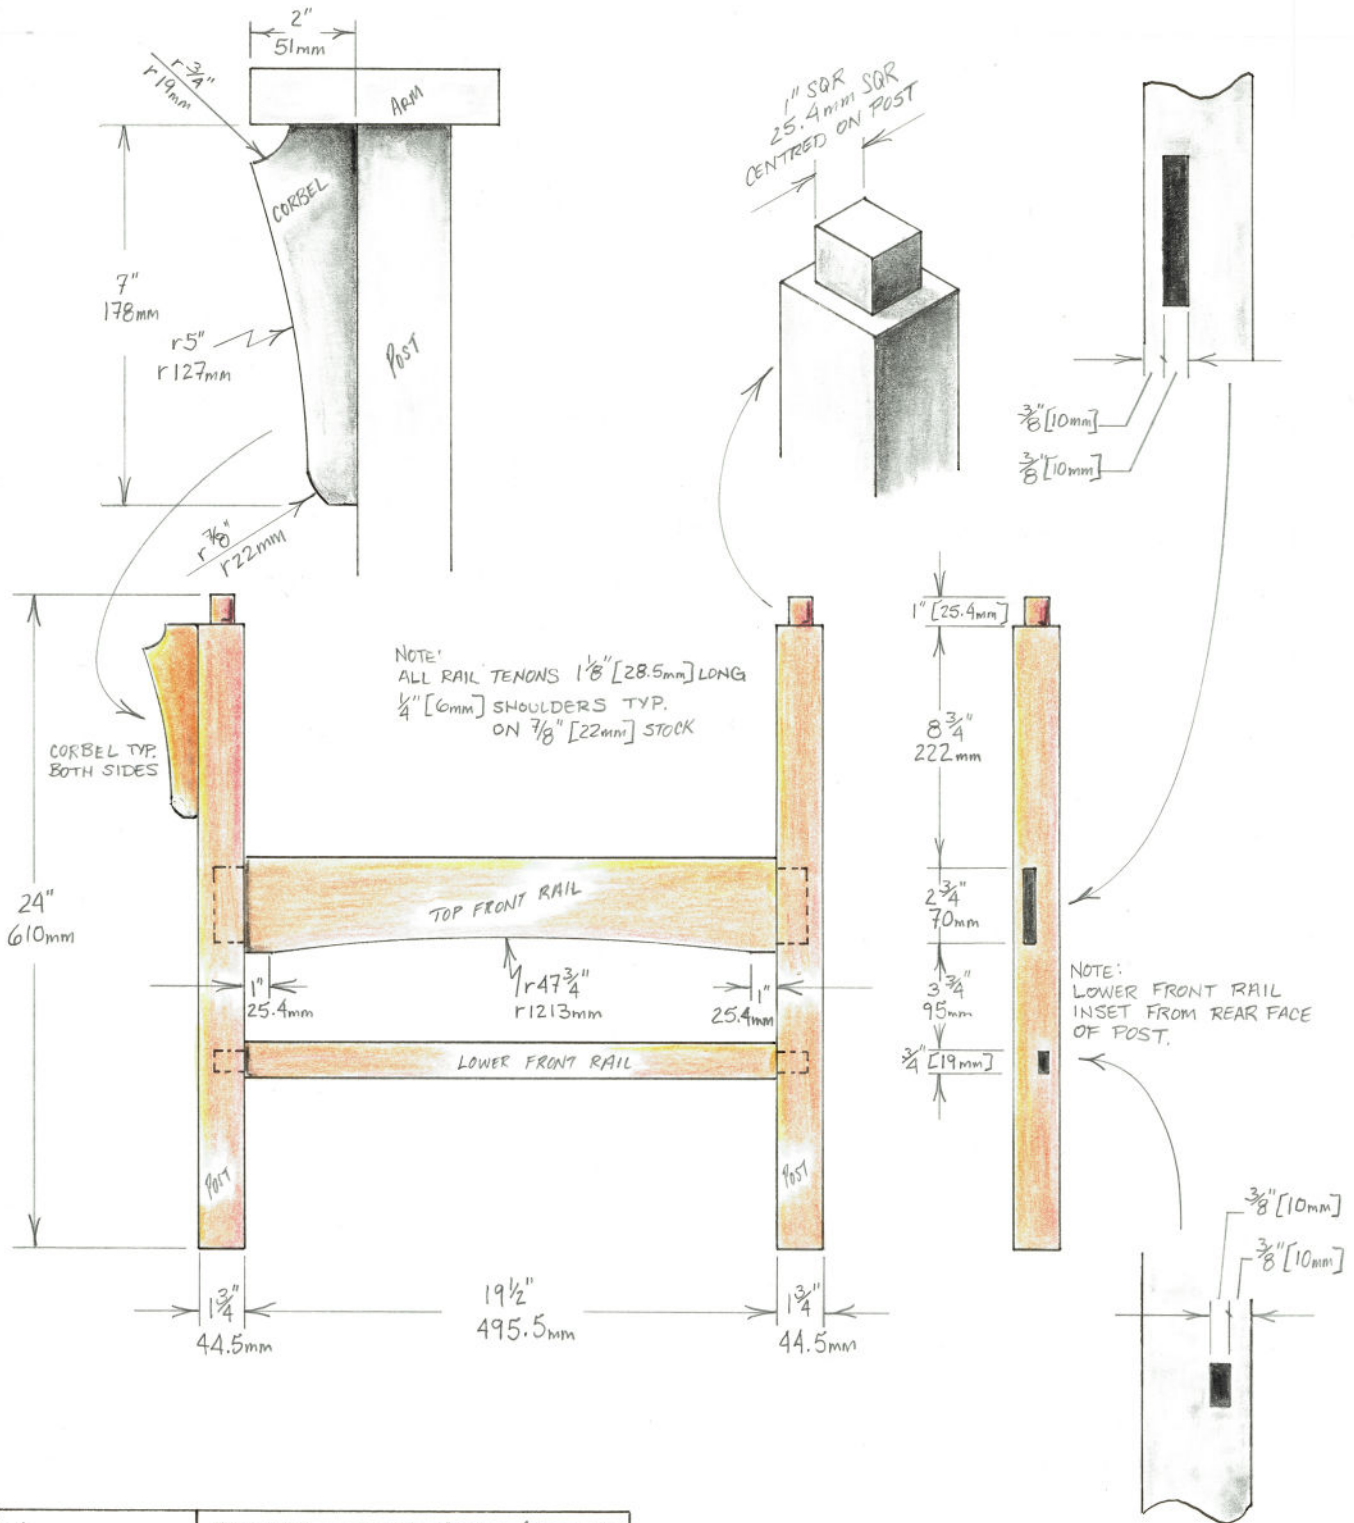 2"
51mm
r 3/4"
r19mm
ARM
CORBEL
7"
178mm
r5"
r127mm
POST
r 7/8"
r22mm
1" SQR
25.4mm SQR
CENTRED ON POST
3/8" [10mm]
3/8" [10mm]
1" [25.4mm]
NOTE:
ALL RAIL TENONS 1 1/8" [28.5mm] LONG
1/4" [6mm] SHOULDERS TYP.
ON 7/8" [22mm] STOCK
8 3/4"
222mm
CORBEL TYP.
BOTH SIDES
24"
610mm
TOP FRONT RAIL
2 3/4"
70mm
1"
25.4mm
r47 3/4"
r1213mm
1"
25.4mm
3 3/4"
95mm
NOTE:
LOWER FRONT RAIL
INSET FROM REAR FACE
OF POST.
LOWER FRONT RAIL
3/4" [19mm]
POST
POST
3/8" [10mm]
3/8" [10mm]
1 3/4"
44.5mm
19 1/2"
495.5mm
1 3/4"
44.5mm